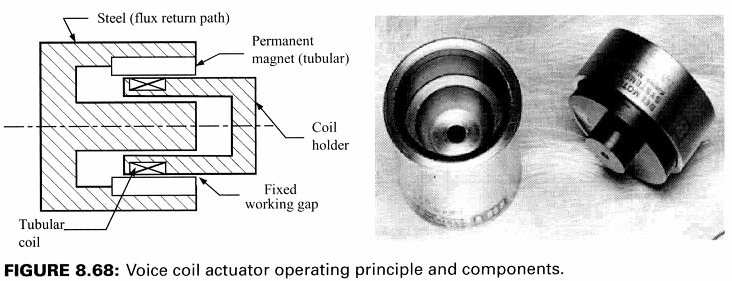 Steel (flux return path)
Permanent
magnet (tubular)
Coil
holder
Fixed
working gap
Tubular
coil
FIGURE 8.68: Voice coil actuator operating principle and components.